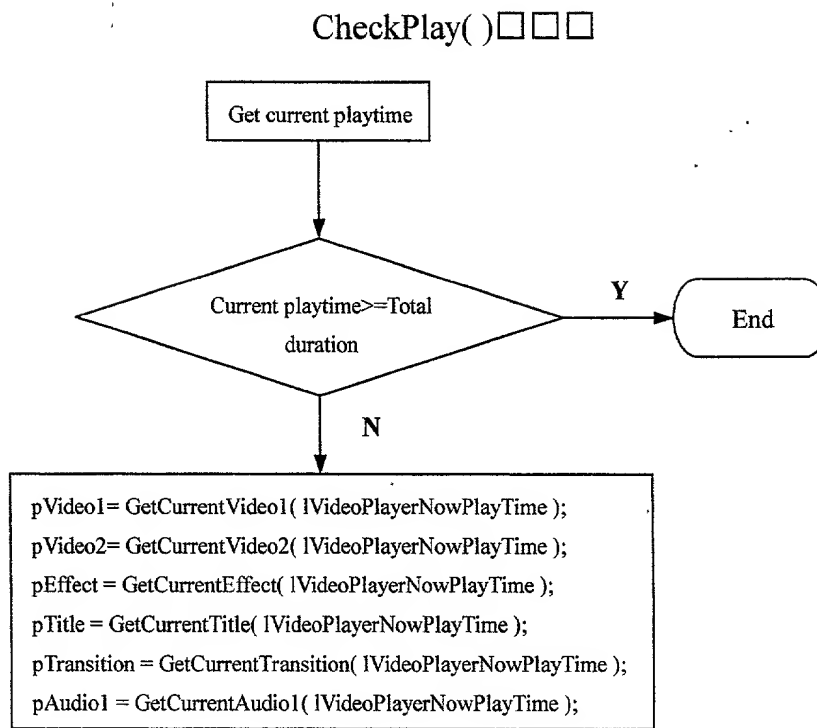 CheckPlay( )□□□
Get current playtime
Current playtime>=Total
duration
Y
End
N
pVideo1= GetCurrentVideo1( lVideoPlayerNowPlayTime );
pVideo2= GetCurrentVideo2( lVideoPlayerNowPlayTime );
pEffect = GetCurrentEffect( lVideoPlayerNowPlayTime );
pTitle = GetCurrentTitle( lVideoPlayerNowPlayTime );
pTransition = GetCurrentTransition( lVideoPlayerNowPlayTime );
pAudio1 = GetCurrentAudio1( lVideoPlayerNowPlayTime );